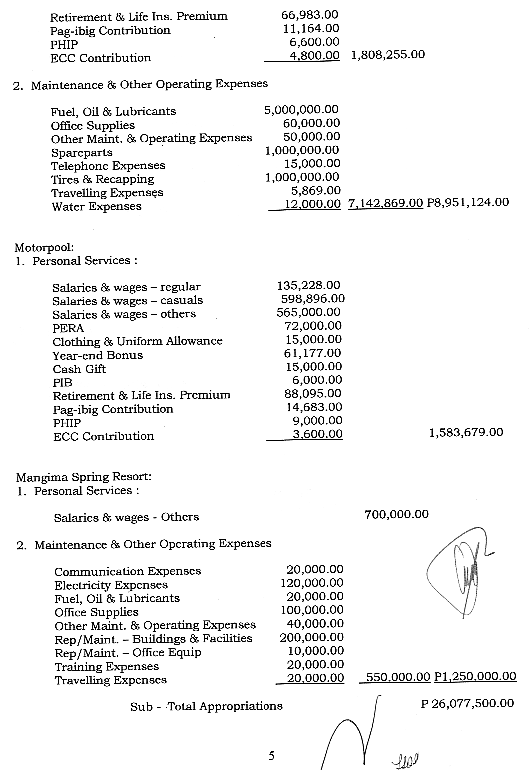 Retirement & Life Ins. Premium 66,983.00
Pag-ibig Contribution 11,164.00
PHIP 6,600.00
ECC Contribution 4,800.00 1,808,255.00
2. Maintenance & Other Operating Expenses
Fuel, Oil & Lubricants 5,000,000.00
Office Supplies 60,000.00
Other Maint. & Operating Expenses 50,000.00
Spareparts 1,000,000.00
Telephone Expenses 15,000.00
Tires & Recapping 1,000,000.00
Travelling Expenses 5,869.00
Water Expenses 12,000.00 7,142,869.00 P8,951,124.00
Motorpool:
1. Personal Services :
Salaries & wages – regular 135,228.00
Salaries & wages – casuals 598,896.00
Salaries & wages – others 565,000.00
PERA 72,000.00
Clothing & Uniform Allowance 15,000.00
Year-end Bonus 61,177.00
Cash Gift 15,000.00
PIB 6,000.00
Retirement & Life Ins. Premium 88,095.00
Pag-ibig Contribution 14,683.00
PHIP 9,000.00
ECC Contribution 3,600.00 1,583,679.00
Mangima Spring Resort:
1. Personal Services :
Salaries & wages - Others 700,000.00
2. Maintenance & Other Operating Expenses
Communication Expenses 20,000.00
Electricity Expenses 120,000.00
Fuel, Oil & Lubricants 20,000.00
Office Supplies 100,000.00
Other Maint. & Operating Expenses 40,000.00
Rep/Maint. – Buildings & Facilities 200,000.00
Rep/Maint. – Office Equip 10,000.00
Training Expenses 20,000.00
Travelling Expenses 20,000.00 550,000.00 P1,250,000.00
Sub - Total Appropriations P 26,077,500.00
5